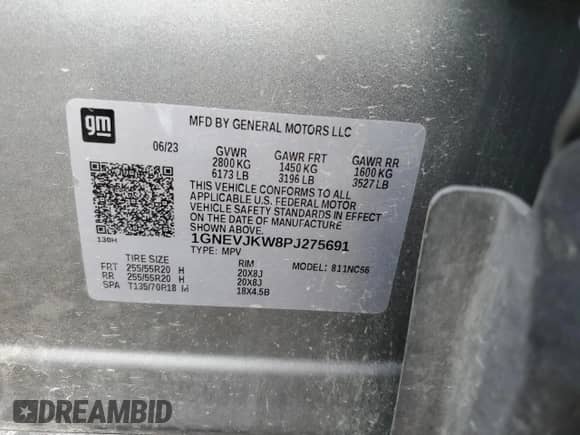 gm
MFD BY GENERAL MOTORS LLC
06/23 GVWR GAWR FRT GAWR RR
2800 KG 1450 KG 1600 KG
6173 LB 3196 LB 3527 LB
THIS VEHICLE CONFORMS TO ALL
APPLICABLE U.S. FEDERAL MOTOR
VEHICLE SAFETY STANDARDS IN EFFECT
ON THE DATE OF MANUFACTURE
SHOWN ABOVE.
1GNEVJKW8PJ275691
130H
TYPE: MPV
MODEL: 811NC56
TIRE SIZE RIM
FRT 255/55R20 H 20X8J
RR 255/55R20 H 20X8J
SPA T135/70R18 M 18X4.5B
DREAMBID